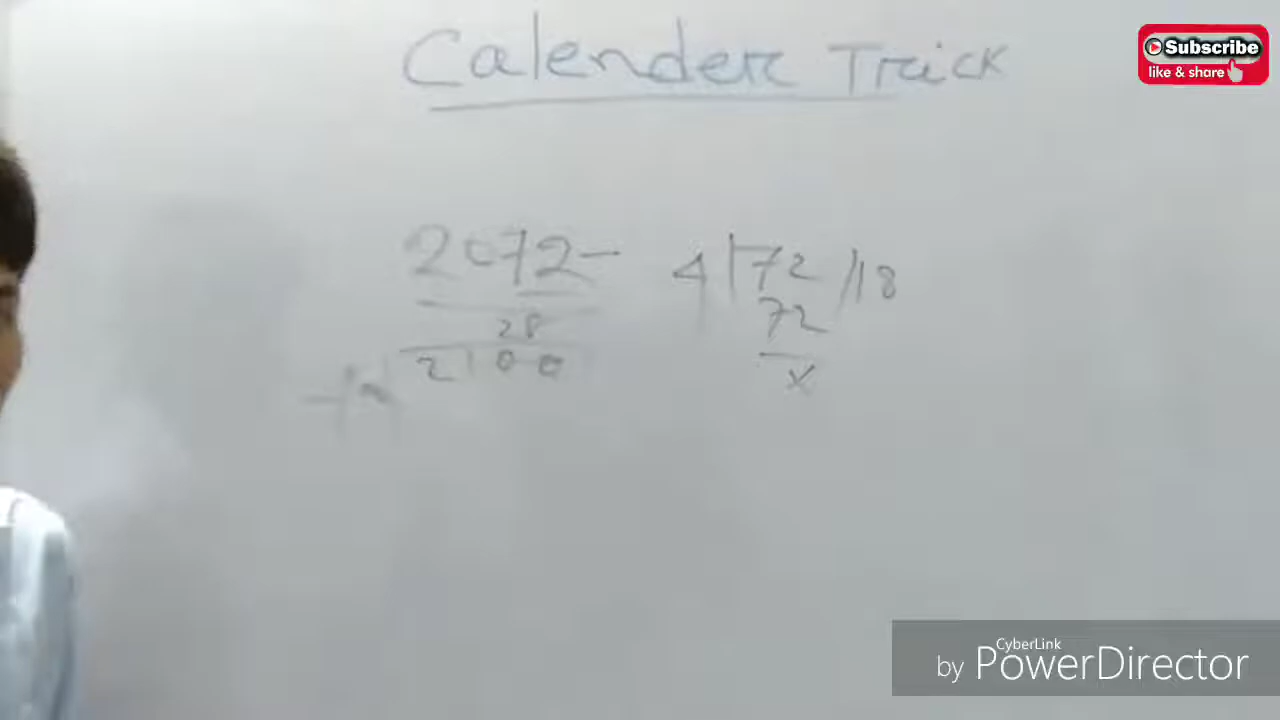 Calender Trick
Subscribe
like & share
2072 –
28
2100
4 | 72 / 18
72
x
CyberLink
by PowerDirector